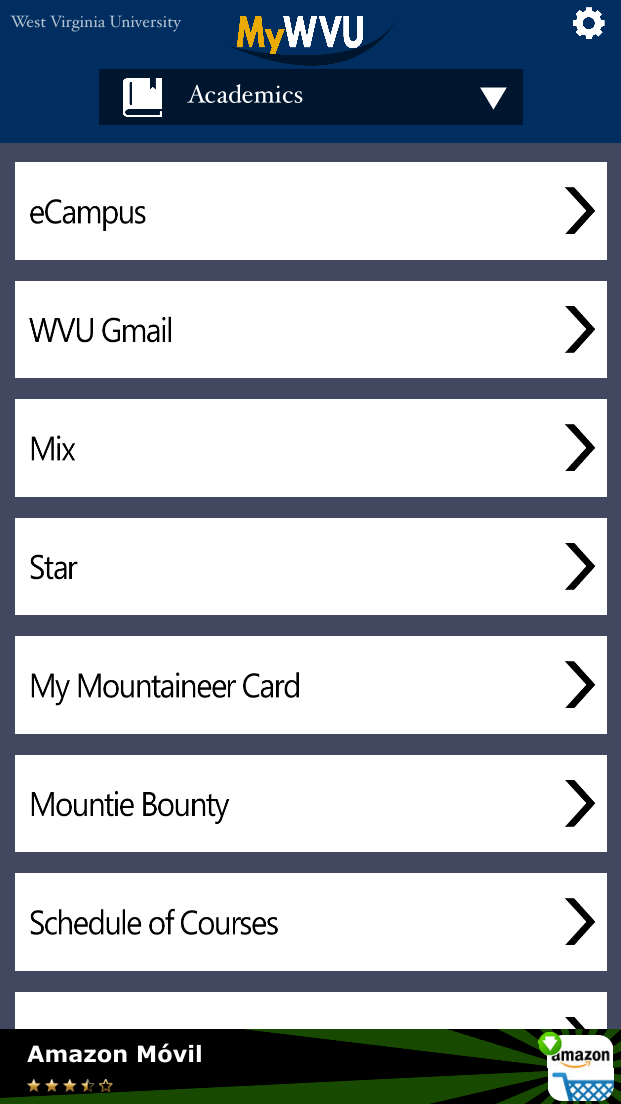 West Virginia University
MyWVU
Academics
eCampus
WVU Gmail
Mix
Star
My Mountaineer Card
Mountie Bounty
Schedule of Courses
Amazon Móvil
amazon